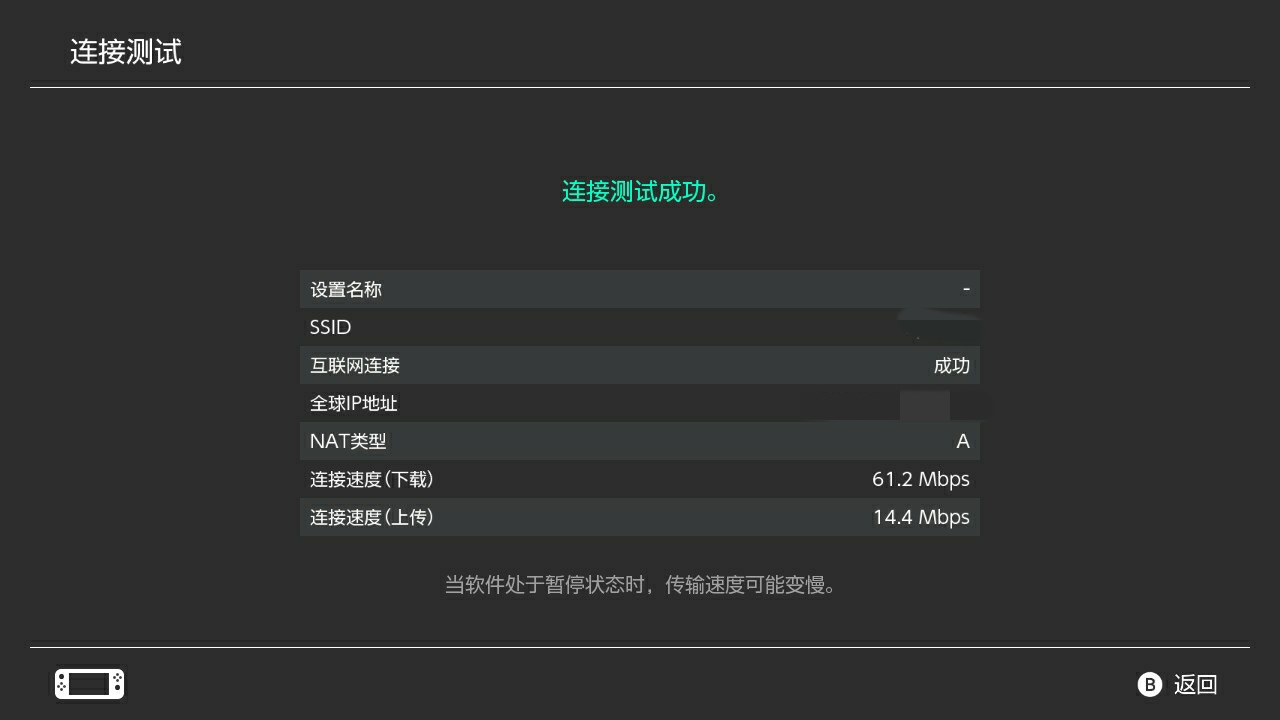 连接测试
连接测试成功。
设置名称 -
SSID
互联网连接 成功
全球IP地址
NAT类型 A
连接速度(下载) 61.2 Mbps
连接速度(上传) 14.4 Mbps
当软件处于暂停状态时，传输速度可能变慢。
B 返回